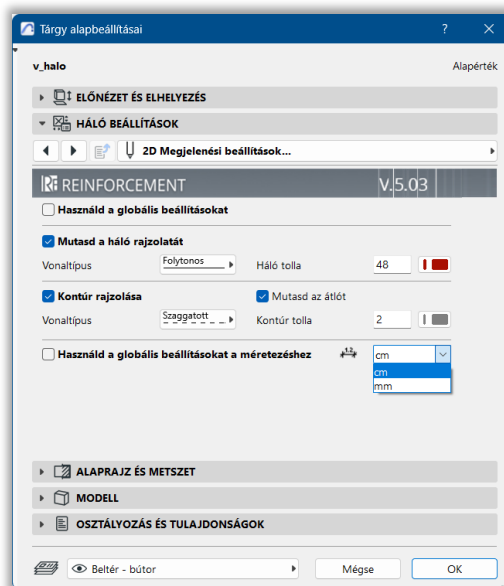 Tárgy alapbeállításai ?
v_halo Alapérték
ELŐNÉZET ÉS ELHELYEZÉS
HÁLÓ BEÁLLÍTÁSOK
2D Megjelenési beállítások...
REINFORCEMENT V.5.03
Használd a globális beállításokat
Mutasd a háló rajzolatát
Vonaltípus Folytonos Háló tolla 48
Kontúr rajzolása Mutasd az átlót
Vonaltípus Szaggatott Kontúr tolla 2
Használd a globális beállításokat a méretezéshez 1.2 cm
cm
mm
ALAPRAJZ ÉS METSZET
MODELL
OSZTÁLYOZÁS ÉS TULAJDONSÁGOK
Beltér - bútor Mégse OK